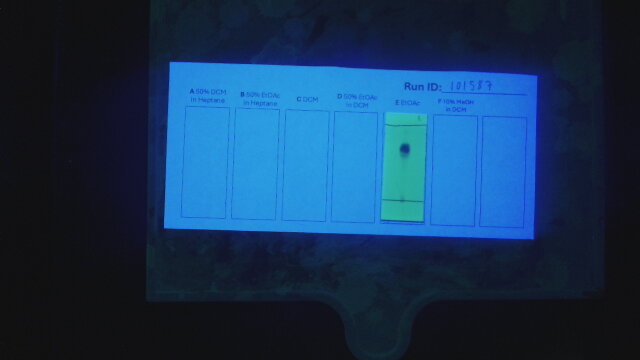 Run ID: 101587
A 50% DCM
in Heptane
B 50% EtOAc
in Heptane
C DCM
D 50% EtOAc
in DCM
E EtOAc
F 10% MeOH
in DCM